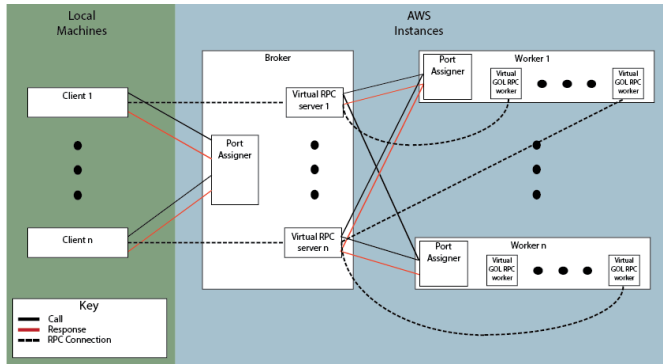 Local
Machines
AWS
Instances
Broker
Client 1
Virtual RPC
server 1
Port
Assigner
Client n
Virtual RPC
server n
Port
Assigner
Worker 1
Virtual
GOL RPC
worker
Virtual
GOL RPC
worker
Port
Assigner
Worker n
Virtual
GOL RPC
worker
Virtual
GOL RPC
worker
Key
Call
Response
RPC Connection